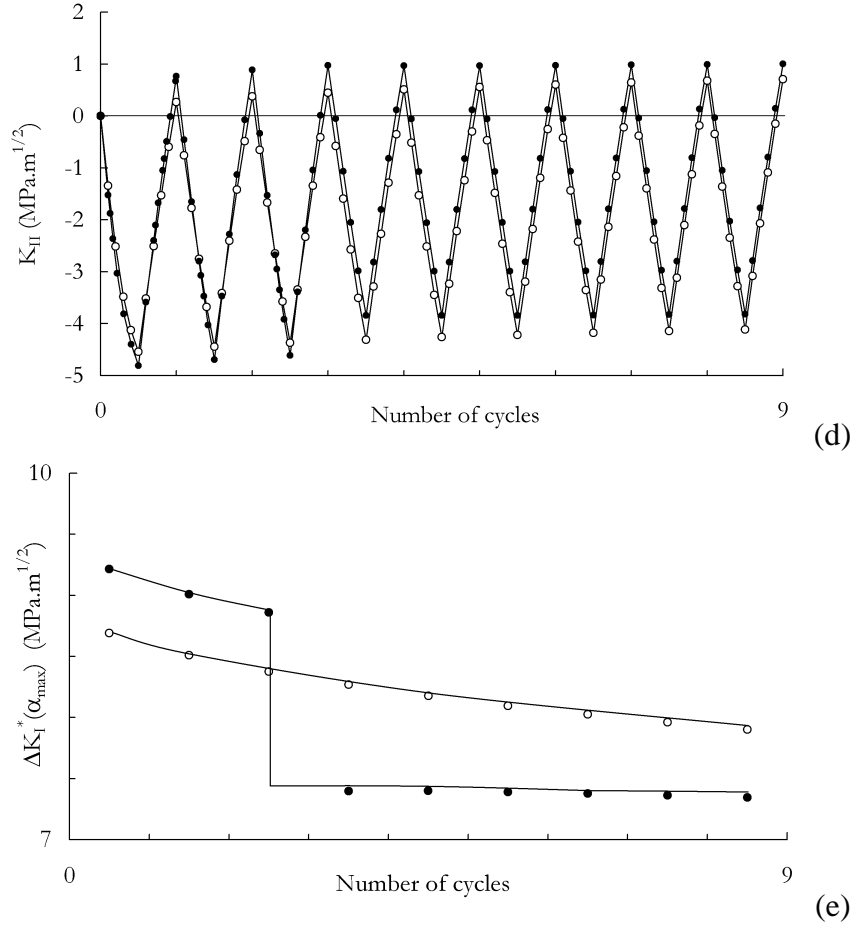 2
1
0
-1
-2
-3
-4
-5
K_II (MPa.m^1/2)
0
9
Number of cycles
(d)
10
7
ΔK_I^*(α_max) (MPa.m^1/2)
0
9
Number of cycles
(e)